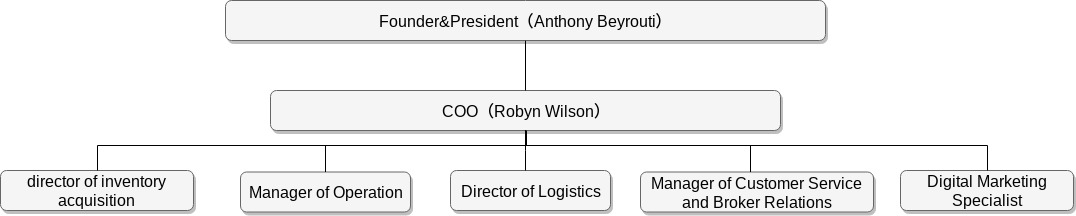 Founder&President（Anthony Beyrouti）
COO（Robyn Wilson）
director of inventory
acquisition
Manager of Operation
Director of Logistics
Manager of Customer Service
and Broker Relations
Digital Marketing
Specialist